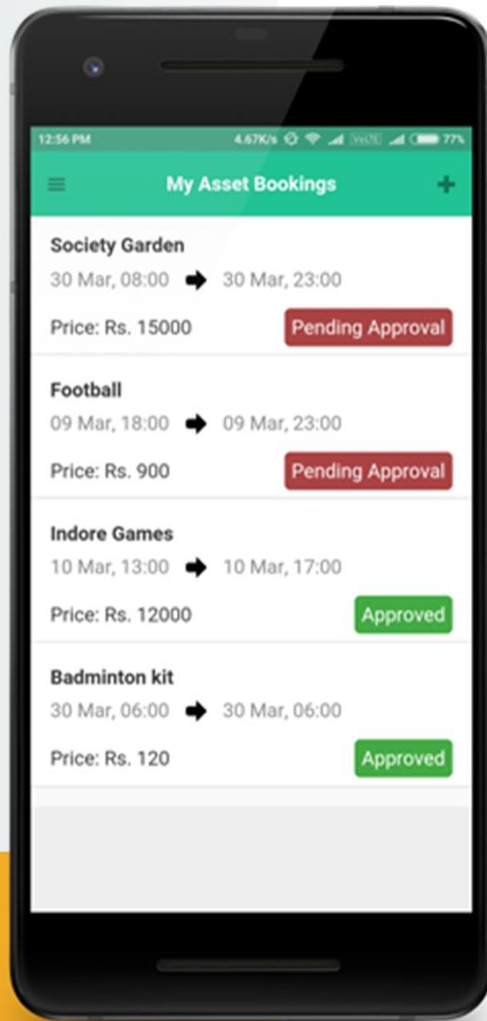 12:56 PM 4.67K/s VoLTE 77%
My Asset Bookings +
Society Garden
30 Mar, 08:00 30 Mar, 23:00
Price: Rs. 15000 Pending Approval
Football
09 Mar, 18:00 09 Mar, 23:00
Price: Rs. 900 Pending Approval
Indore Games
10 Mar, 13:00 10 Mar, 17:00
Price: Rs. 12000 Approved
Badminton kit
30 Mar, 06:00 30 Mar, 06:00
Price: Rs. 120 Approved